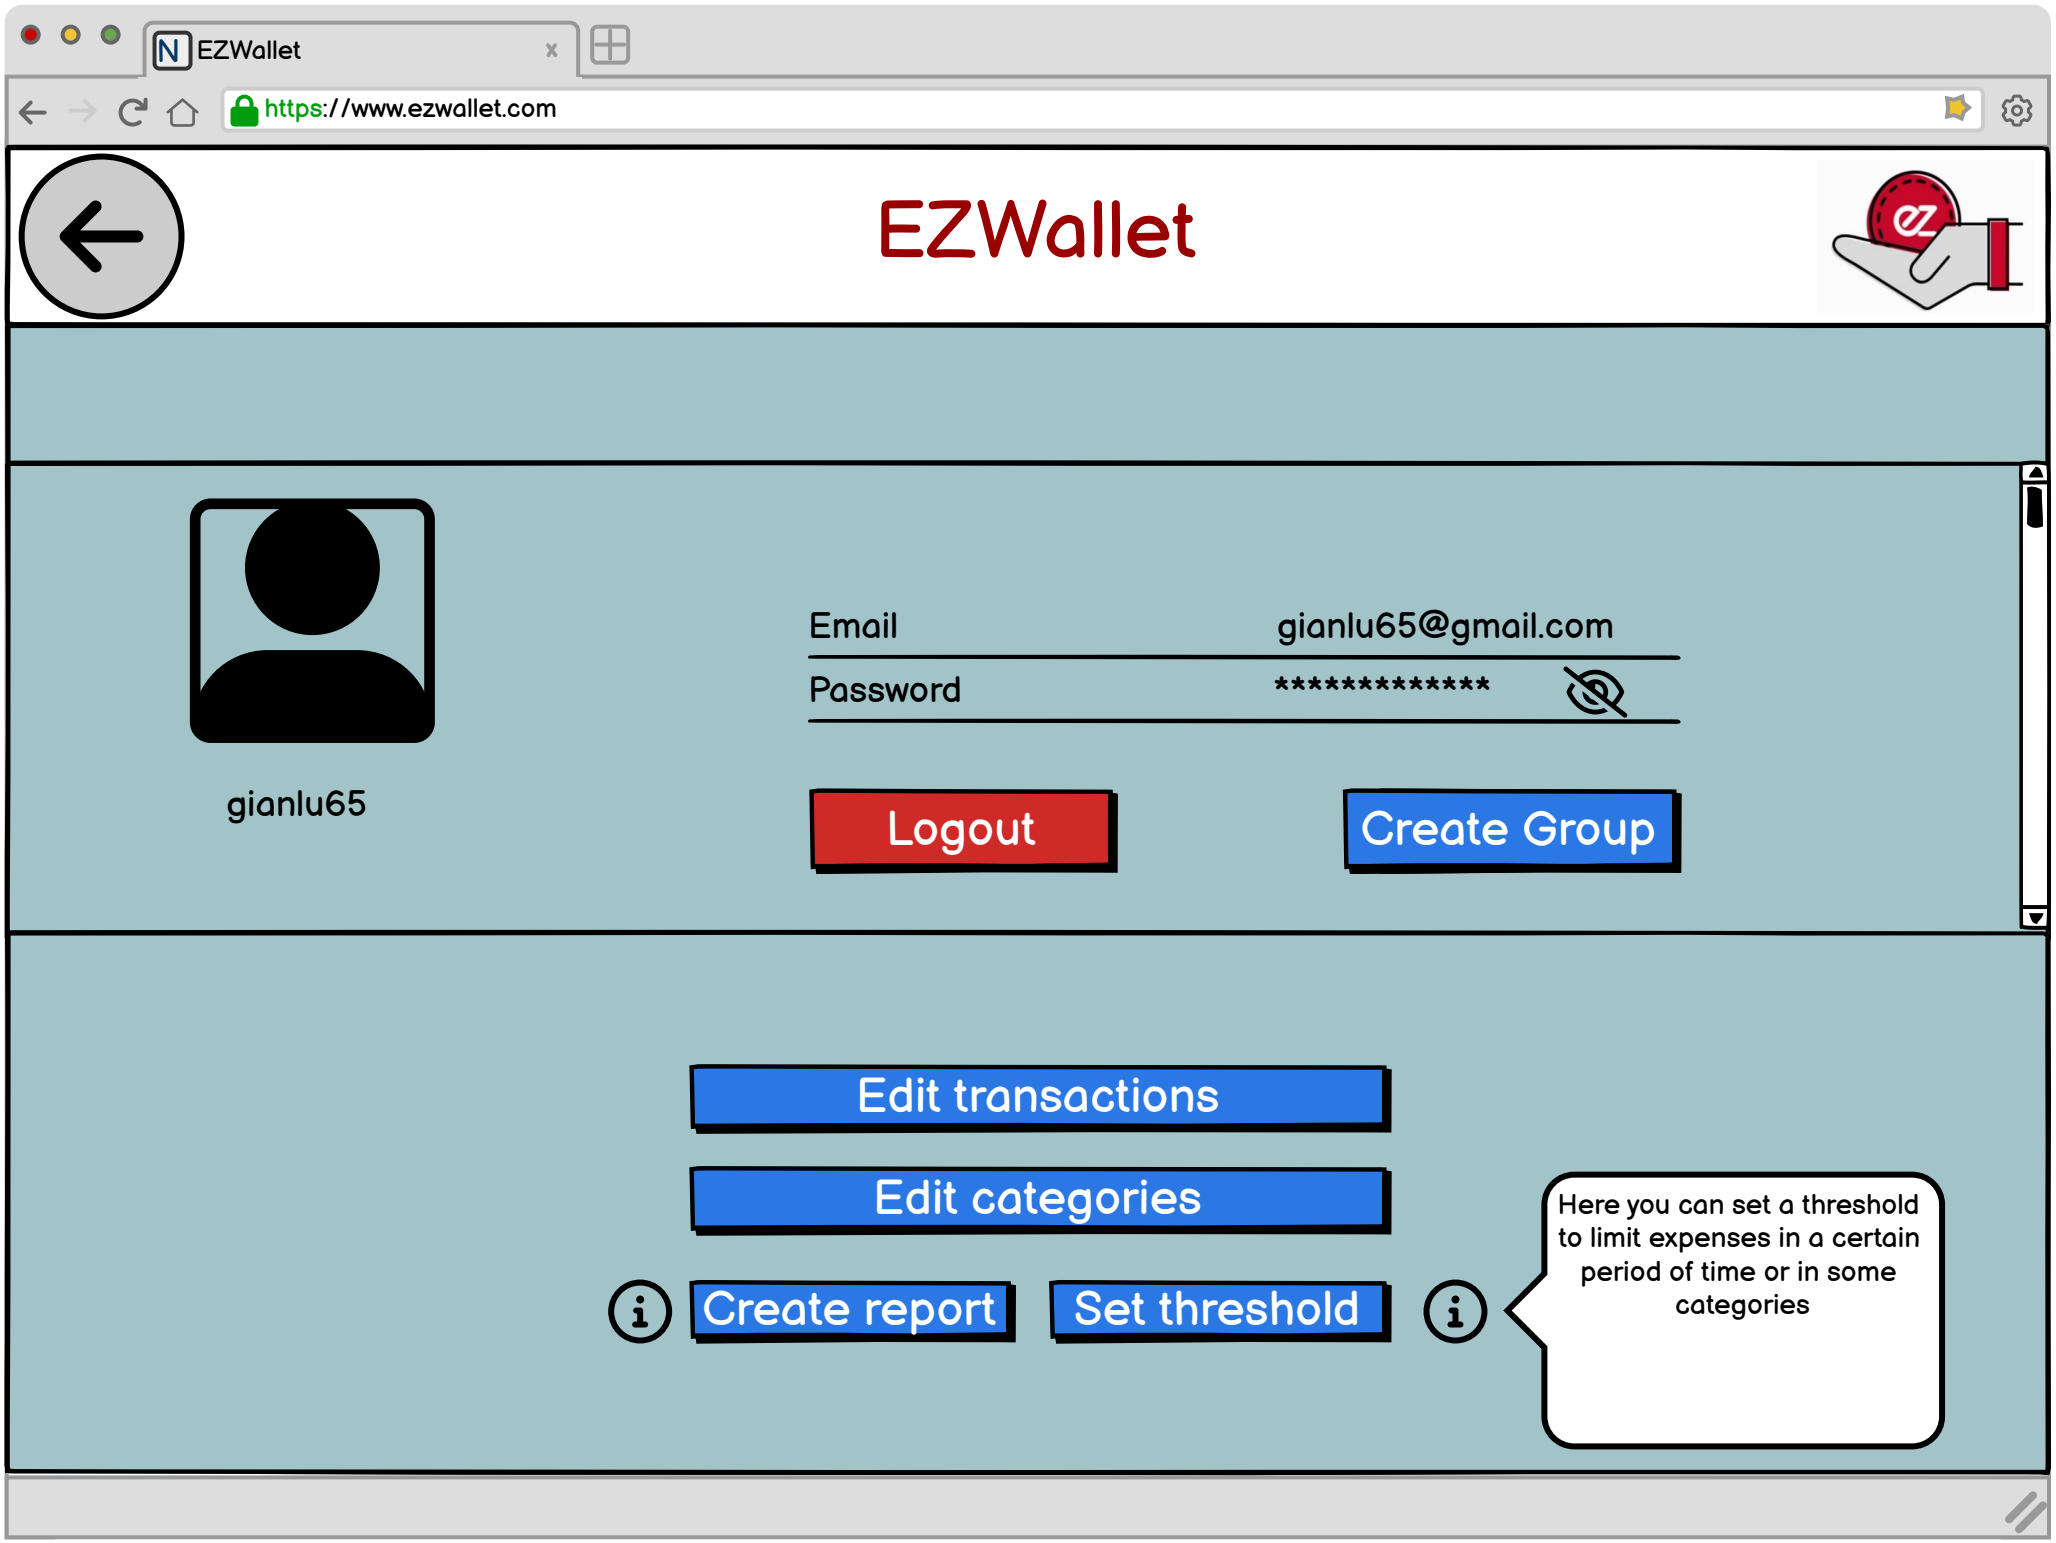 N EZWallet x
https://www.ezwallet.com
EZWallet
ez
Email gianlu65@gmail.com
Password *************
gianlu65
Logout Create Group
Edit transactions
Edit categories
Here you can set a threshold
to limit expenses in a certain
period of time or in some
categories
i Create report Set threshold i